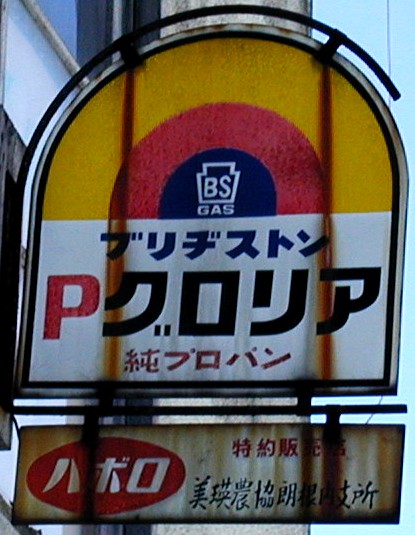 BS
GAS
ブリヂストン
Pグロリア
純プロパン
ハボロ
特約販売店
美瑛農協朗根内支所